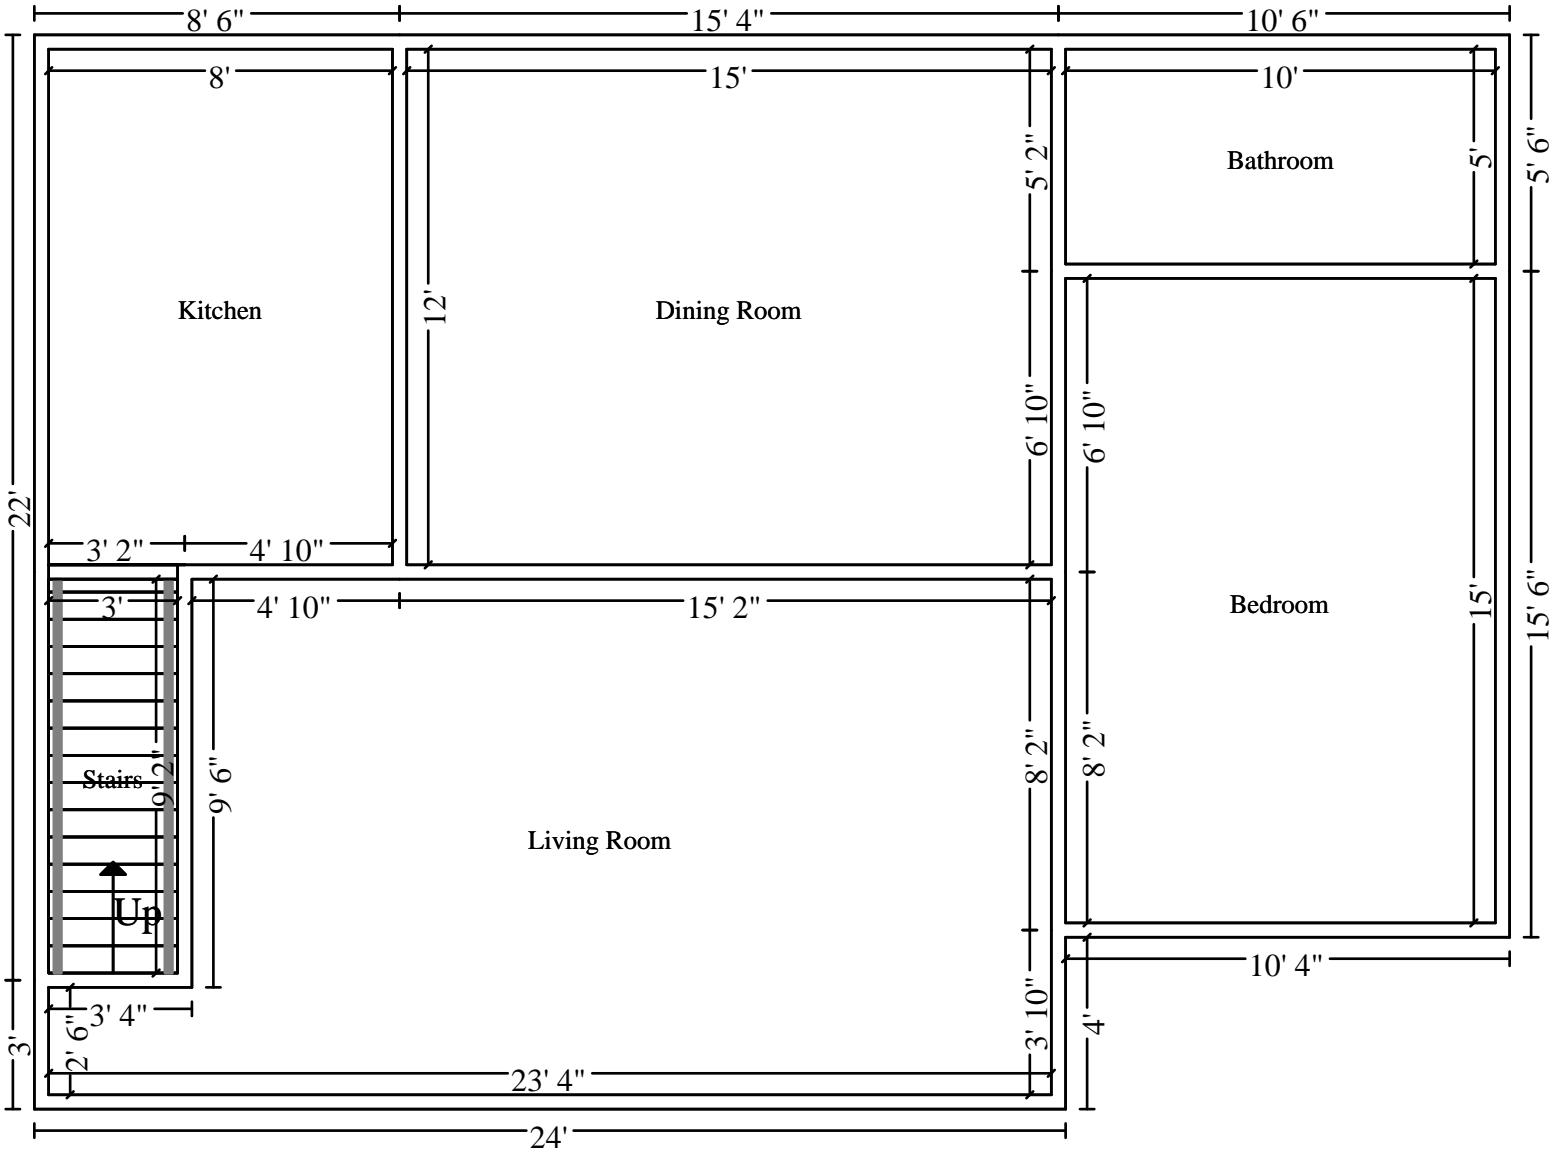 8' 6" 15' 4" 10' 6"
8' 15' 10'
5' 2" Bathroom 5' 5' 6"
Kitchen 12' Dining Room
6' 10" 6' 10"
22'
3' 2" 4' 10"
3' 4' 10" 15' 2" Bedroom 15' 15' 6"
Stairs 9' 2" 9' 6" 8' 2" 8' 2"
Living Room
Up
10' 4"
3' 4" 3' 10" 4'
3' 2' 6"
23' 4"
24'